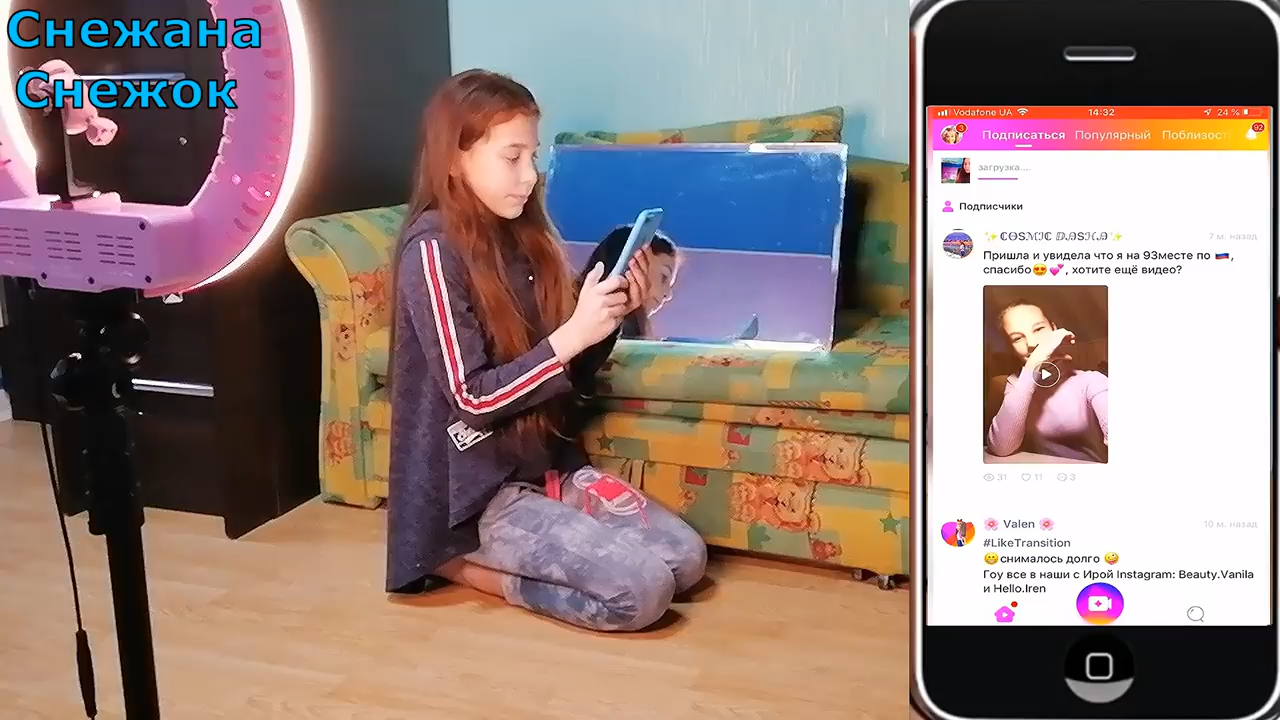 Снежана
Снежок
Vodafone UA 14:32 24 %
3 Подписаться Популярный Поблизост 92
загрузка....
Подписчики
✨ ℂ𝕆SℳIC 7 м. назад
Пришла и увидела что я на 93месте по 🇷🇺,
спасибо😍💕, хотите ещё видео?
31 11 3
🌸 Valen 🌸 10 м. назад
#LikeTransition
😁снималось долго 🤪
Гоу все в наши с Ирой Instagram: Beauty.Vanila
и Hello.Iren